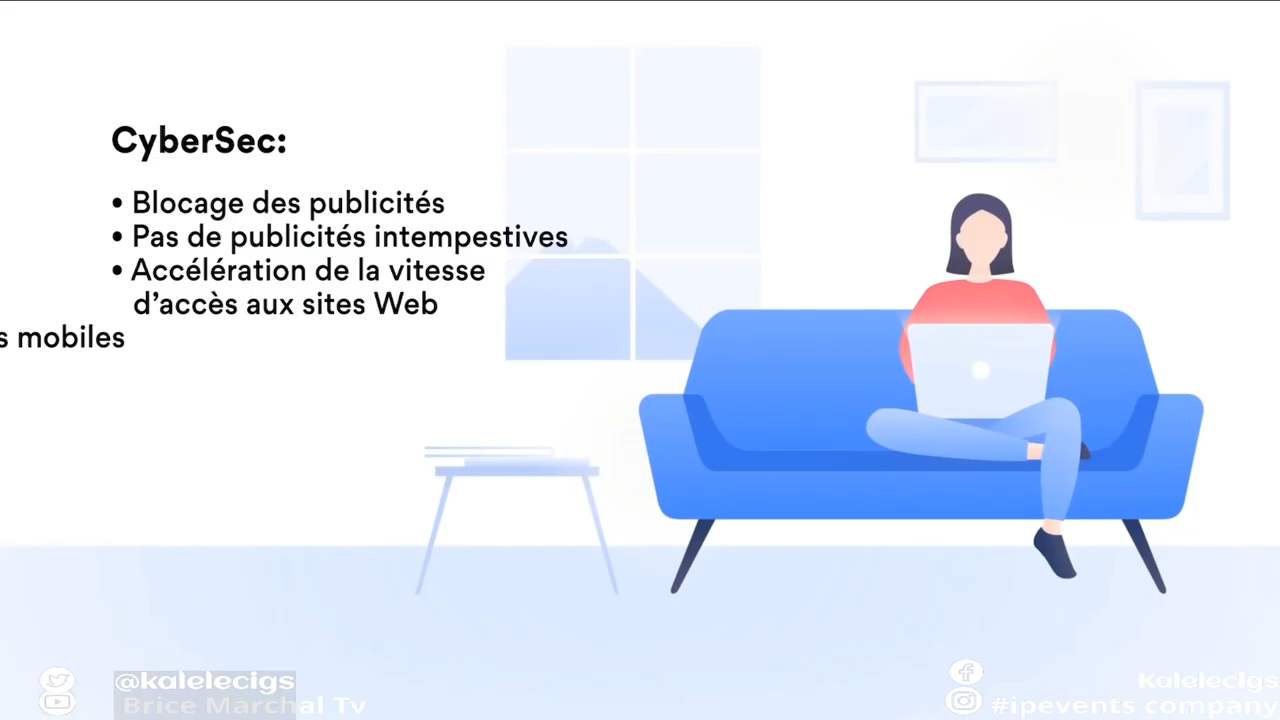 CyberSec:
• Blocage des publicités
• Pas de publicités intempestives
• Accélération de la vitesse
d’accès aux sites Web
s mobiles
@kalelecigs
Brice Marchal Tv
Kalelecigs
#ipevents company